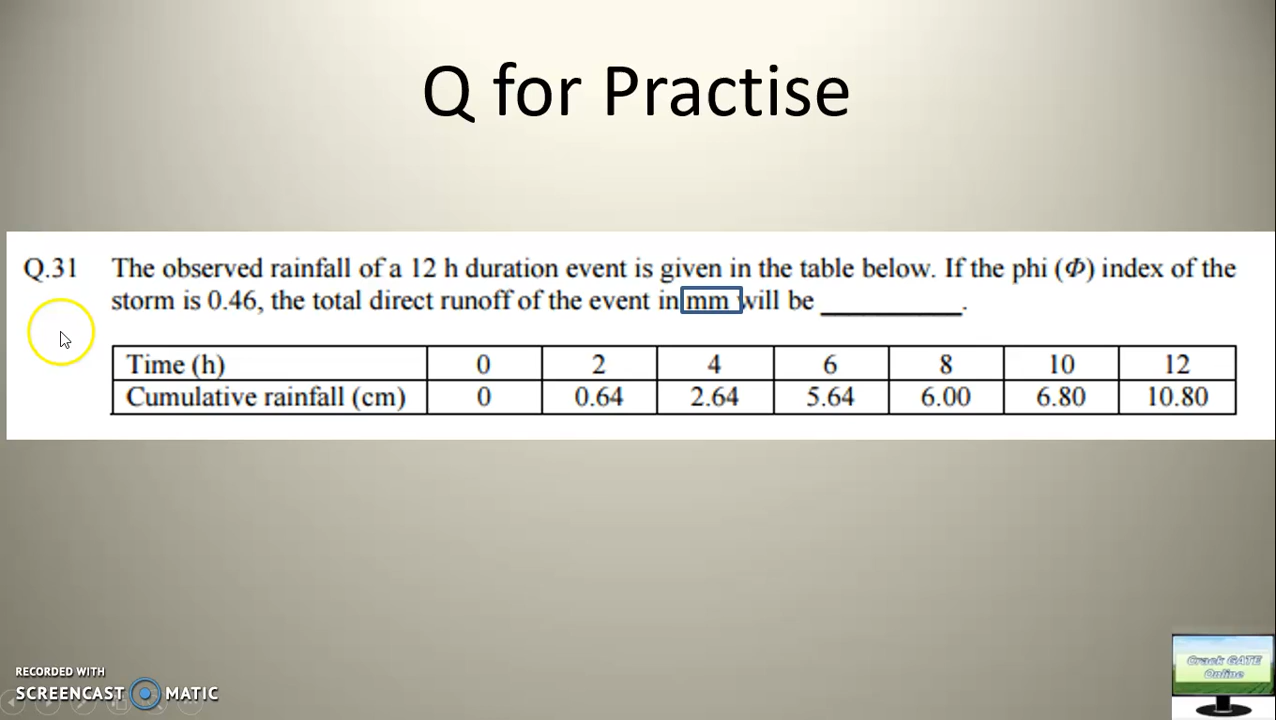 Q for Practise
Q.31 The observed rainfall of a 12 h duration event is given in the table below. If the phi (Φ) index of the
storm is 0.46, the total direct runoff of the event in mm will be __________.
Time (h) 0 2 4 6 8 10 12
Cumulative rainfall (cm) 0 0.64 2.64 5.64 6.00 6.80 10.80
RECORDED WITH
SCREENCAST MATIC
Crack GATE
Online